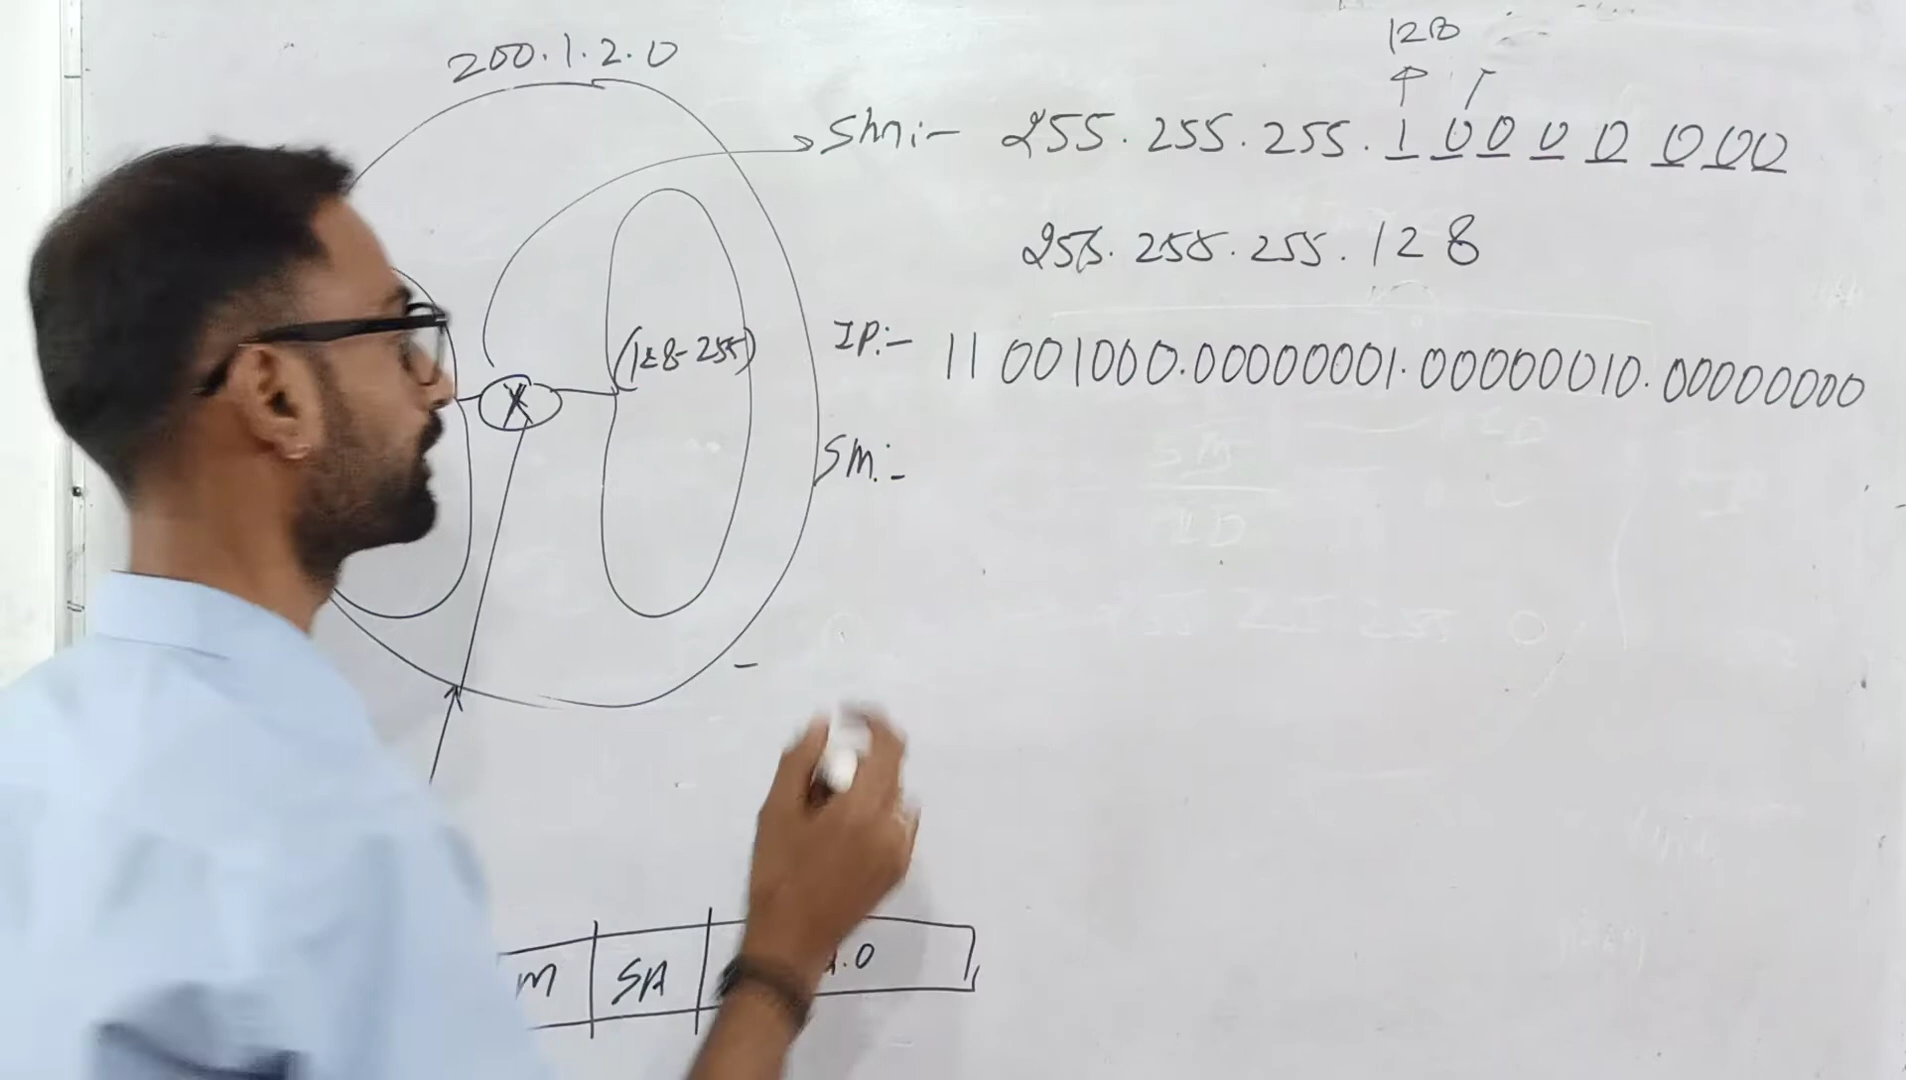 200.1.2.0
128
Sm:- 255.255.255.10000000
255.255.255.128
(128-255)
IP:- 11001000.00000001.00000010.00000000
Sm:-
M SA .0